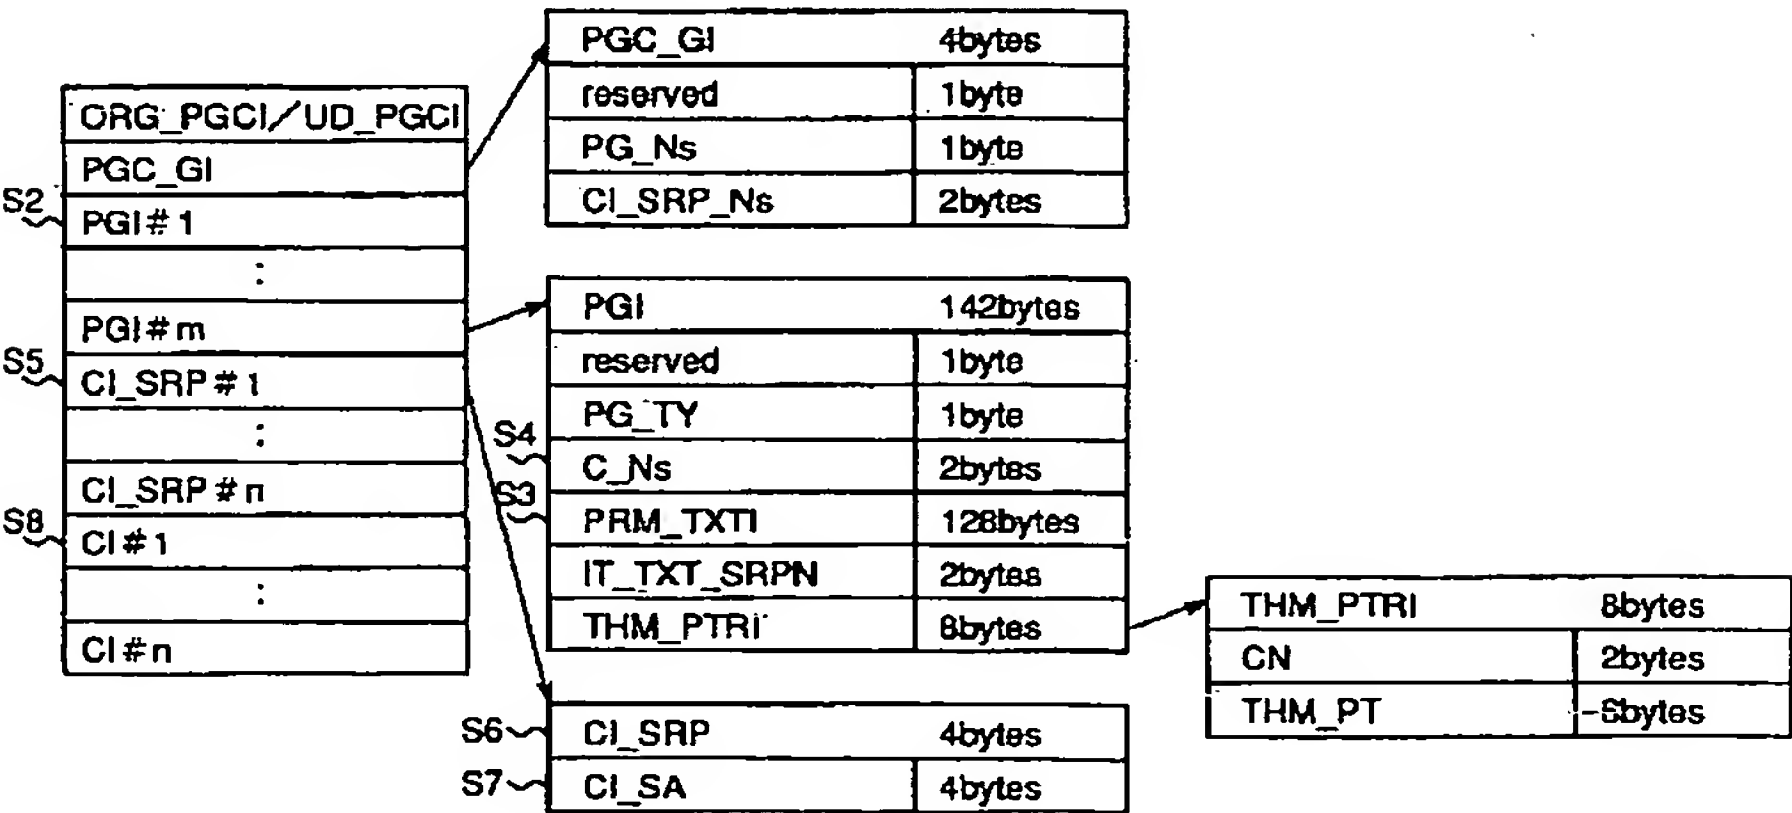 ORG_PGCI/UD_PGCI
PGC_GI
S2 PGI#1
:
PGI#m
S5 CI_SRP#1
:
CI_SRP#n
S8 CI#1
:
CI#n
PGC_GI 4bytes
reserved 1byte
PG_Ns 1byte
CI_SRP_Ns 2bytes
PGI 142bytes
reserved 1byte
PG_TY 1byte
S4 C_Ns 2bytes
S3 PRM_TXTI 128bytes
IT_TXT_SRPN 2bytes
THM_PTRI 8bytes
S6 CI_SRP 4bytes
S7 CI_SA 4bytes
THM_PTRI 8bytes
CN 2bytes
THM_PT 6bytes